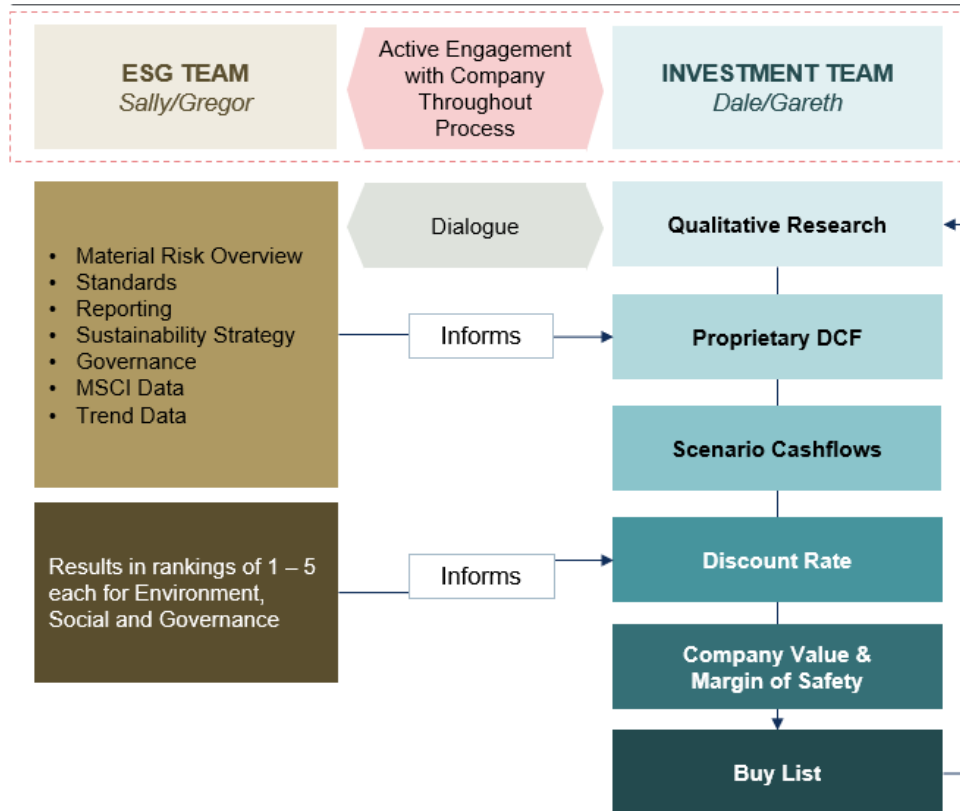 ESG TEAM
Sally/Gregor
Active Engagement
with Company
Throughout
Process
INVESTMENT TEAM
Dale/Gareth
• Material Risk Overview
• Standards
• Reporting
• Sustainability Strategy
• Governance
• MSCI Data
• Trend Data
Dialogue
Qualitative Research
Informs
Proprietary DCF
Scenario Cashflows
Results in rankings of 1 – 5
each for Environment,
Social and Governance
Informs
Discount Rate
Company Value &
Margin of Safety
Buy List